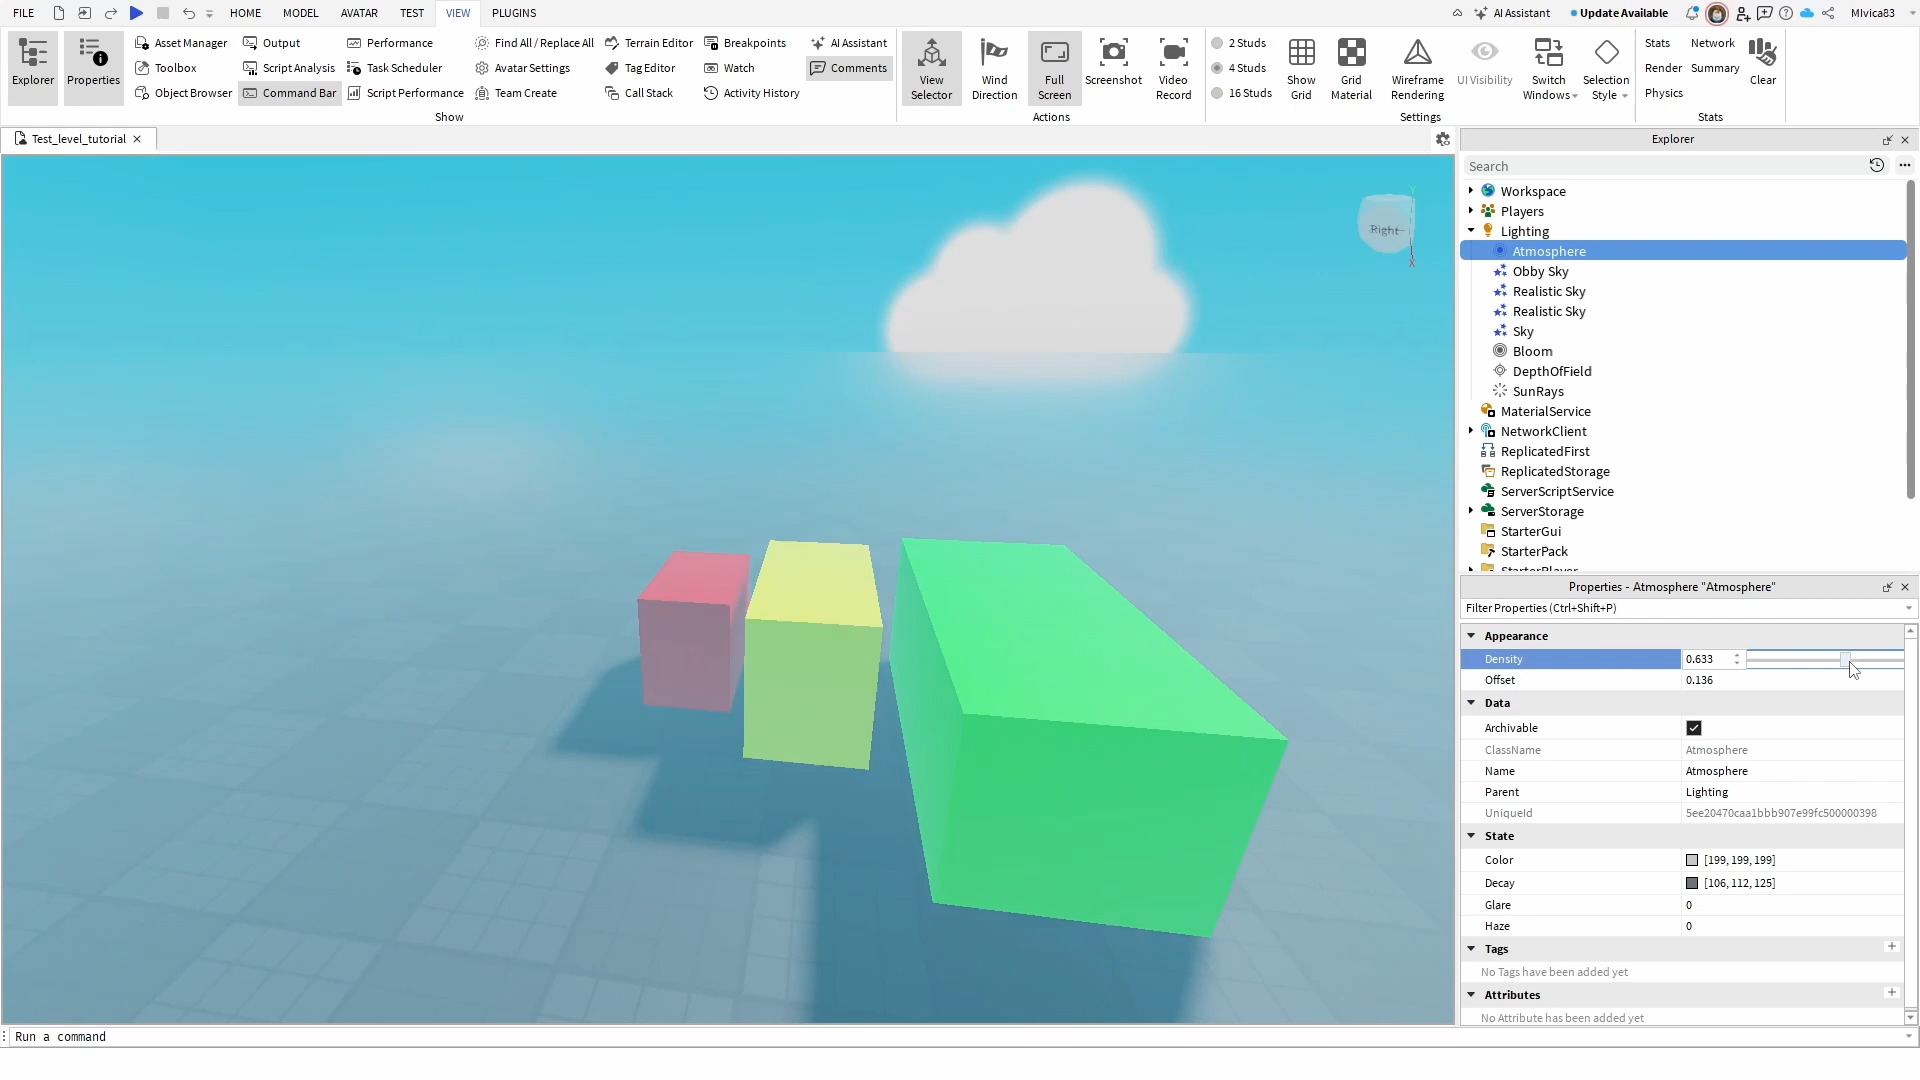 FILE HOME MODEL AVATAR TEST VIEW PLUGINS AI Assistant Update Available MIvica83
Explorer
Properties
Asset Manager
Toolbox
Object Browser
Output
Script Analysis
Command Bar
Performance
Task Scheduler
Script Performance
Find All / Replace All
Avatar Settings
Team Create
Terrain Editor
Tag Editor
Call Stack
Breakpoints
Watch
Activity History
AI Assistant
Comments
Show
View
Selector
Wind
Direction
Full
Screen
Screenshot
Video
Record
Actions
2 Studs
4 Studs
16 Studs
Show
Grid
Grid
Material
Wireframe
Rendering
UI Visibility
Switch
Windows
Selection
Style
Settings
Stats
Render
Physics
Network
Summary
Clear
Stats
Test_level_tutorial
Y
Right
X
Explorer
Search
Workspace
Players
Lighting
Atmosphere
Obby Sky
Realistic Sky
Realistic Sky
Sky
Bloom
DepthOfField
SunRays
MaterialService
NetworkClient
ReplicatedFirst
ReplicatedStorage
ServerScriptService
ServerStorage
StarterGui
StarterPack
StarterPlayer
Properties - Atmosphere "Atmosphere"
Filter Properties (Ctrl+Shift+P)
Appearance
Density 0.633
Offset 0.136
Data
Archivable
ClassName Atmosphere
Name Atmosphere
Parent Lighting
UniqueId 5ee20470caa1bbb907e99fc500000398
State
Color [199, 199, 199]
Decay [106, 112, 125]
Glare 0
Haze 0
Tags +
No Tags have been added yet
Attributes +
No Attribute has been added yet
Run a command